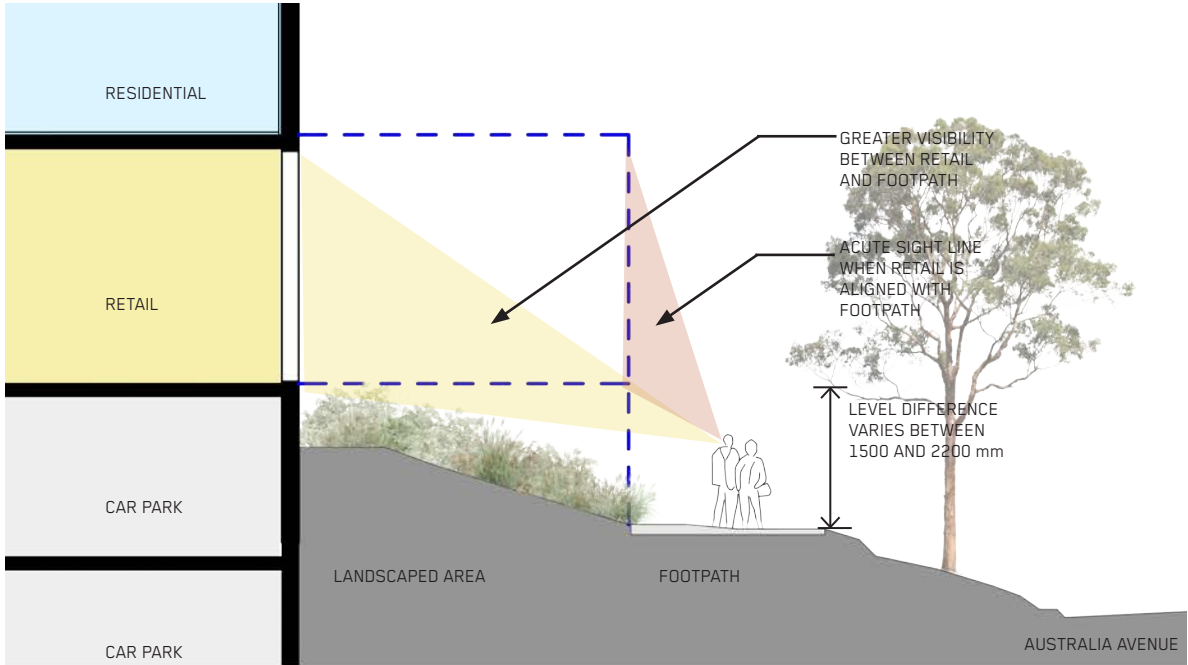 RESIDENTIAL
GREATER VISIBILITY
BETWEEN RETAIL
AND FOOTPATH
ACUTE SIGHT LINE
WHEN RETAIL IS
ALIGNED WITH
FOOTPATH
RETAIL
LEVEL DIFFERENCE
VARIES BETWEEN
1500 AND 2200 mm
CAR PARK
LANDSCAPED AREA
FOOTPATH
CAR PARK
AUSTRALIA AVENUE